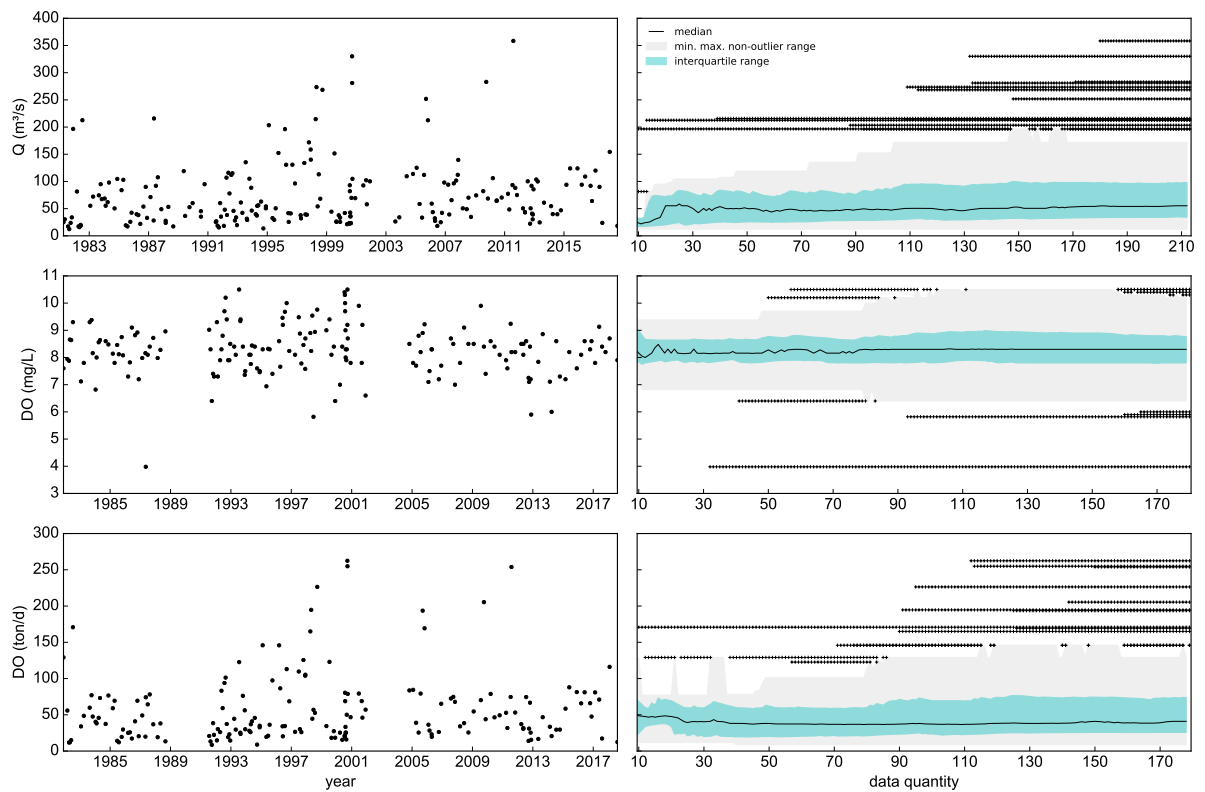 400
350
300
250
200
150
100
50
0
Q (m³/s)
1983 1987 1991 1995 1999 2003 2007 2011 2015
median
min. max. non-outlier range
interquartile range
10 30 50 70 90 110 130 150 170 190 210
11
10
9
8
7
6
5
4
3
DO (mg/L)
1985 1989 1993 1997 2001 2005 2009 2013 2017
10 30 50 70 90 110 130 150 170
300
250
200
150
100
50
0
DO (ton/d)
1985 1989 1993 1997 2001 2005 2009 2013 2017
year
10 30 50 70 90 110 130 150 170
data quantity